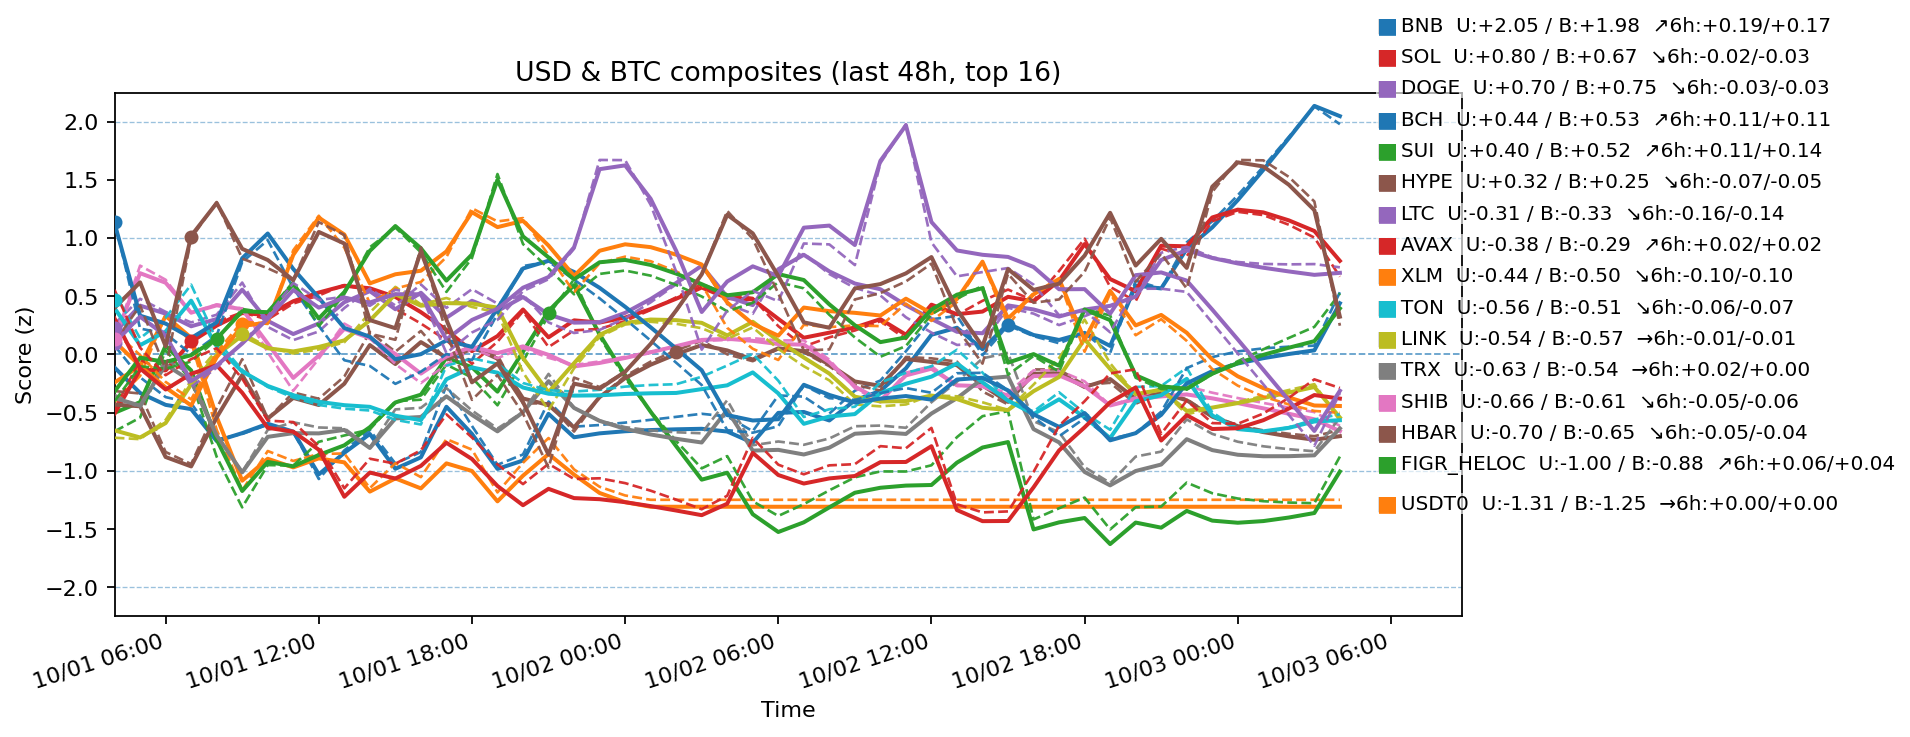 BNB  U:+2.05 / B:+1.98  ↗6h:+0.19/+0.17
SOL  U:+0.80 / B:+0.67  ↘6h:-0.02/-0.03
USD & BTC composites (last 48h, top 16)
DOGE  U:+0.70 / B:+0.75  ↘6h:-0.03/-0.03
BCH  U:+0.44 / B:+0.53  ↗6h:+0.11/+0.11
SUI  U:+0.40 / B:+0.52  ↗6h:+0.11/+0.14
HYPE  U:+0.32 / B:+0.25  ↘6h:-0.07/-0.05
LTC  U:-0.31 / B:-0.33  ↘6h:-0.16/-0.14
AVAX  U:-0.38 / B:-0.29  ↗6h:+0.02/+0.02
XLM  U:-0.44 / B:-0.50  ↘6h:-0.10/-0.10
TON  U:-0.56 / B:-0.51  ↘6h:-0.06/-0.07
LINK  U:-0.54 / B:-0.57  →6h:-0.01/-0.01
TRX  U:-0.63 / B:-0.54  →6h:+0.02/+0.00
SHIB  U:-0.66 / B:-0.61  ↘6h:-0.05/-0.06
HBAR  U:-0.70 / B:-0.65  ↘6h:-0.05/-0.04
FIGR_HELOC  U:-1.00 / B:-0.88  ↗6h:+0.06/+0.04
USDT0  U:-1.31 / B:-1.25  →6h:+0.00/+0.00
Score (z)
2.0
1.5
1.0
0.5
0.0
−0.5
−1.0
−1.5
−2.0
10/01 06:00
10/01 12:00
10/01 18:00
10/02 00:00
10/02 06:00
10/02 12:00
10/02 18:00
10/03 00:00
10/03 06:00
Time